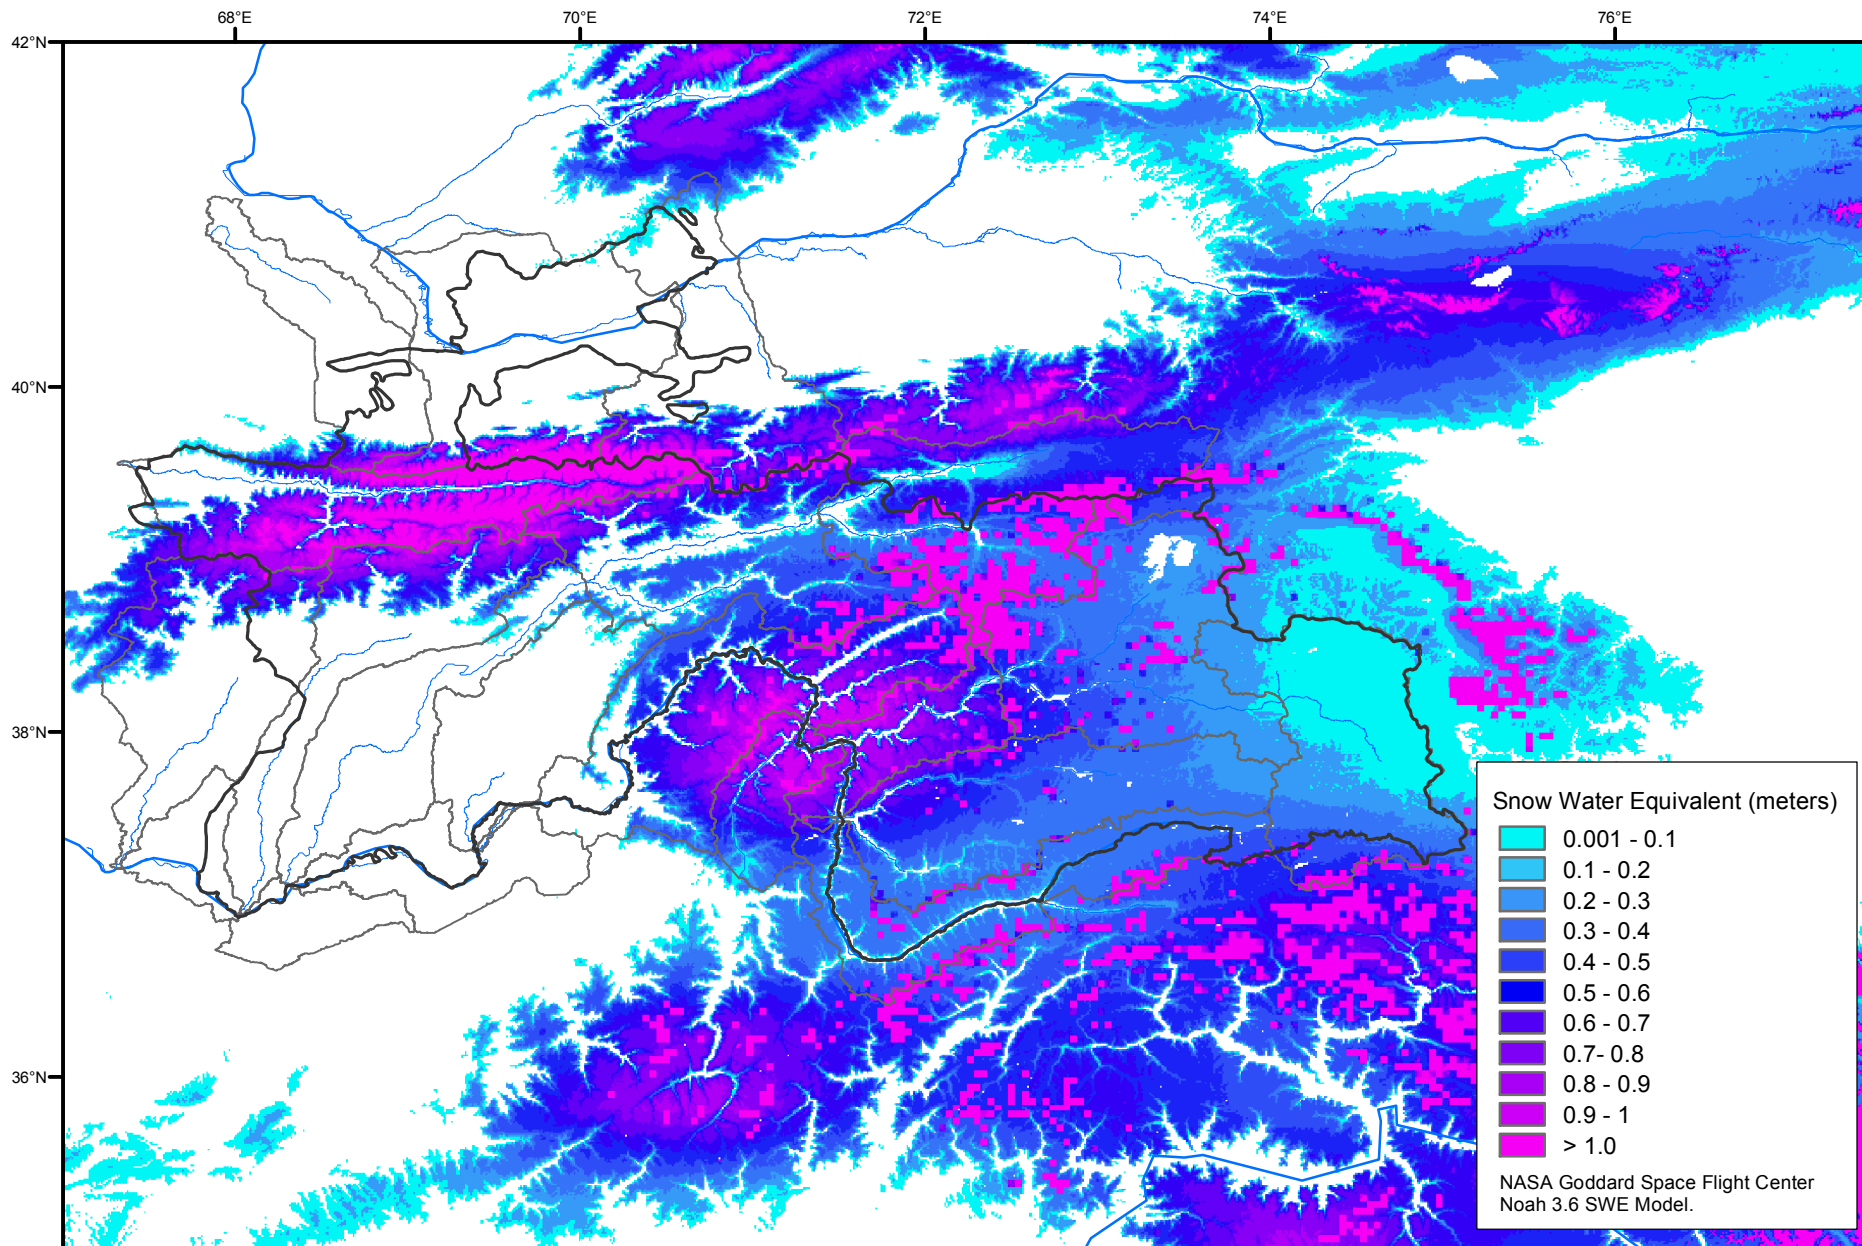 68°E
70°E
72°E
74°E
76°E
42°N
40°N
38°N
36°N
Snow Water Equivalent (meters)
0.001 - 0.1
0.1 - 0.2
0.2 - 0.3
0.3 - 0.4
0.4 - 0.5
0.5 - 0.6
0.6 - 0.7
0.7- 0.8
0.8 - 0.9
0.9 - 1
> 1.0
NASA Goddard Space Flight Center
Noah 3.6 SWE Model.